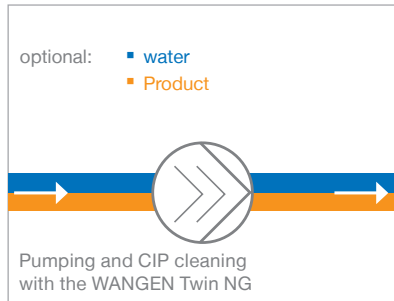 optional:
▪ water
▪ Product
Pumping and CIP cleaning
with the WANGEN Twin NG